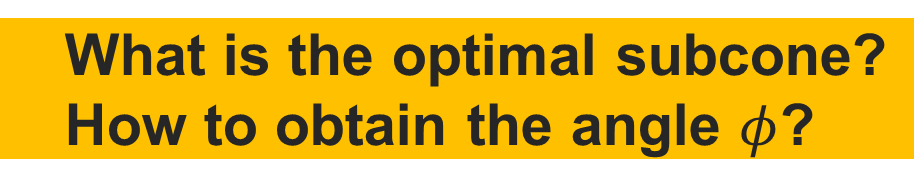 What is the optimal subcone?
How to obtain the angle ϕ?